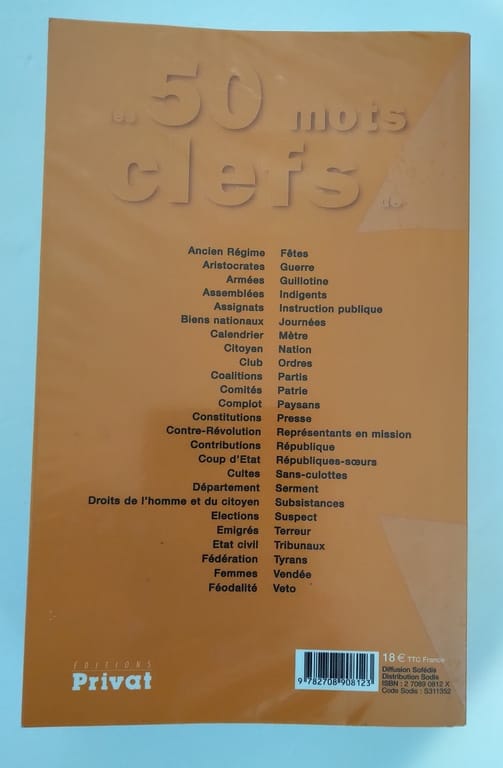 en 50 mots
clefs de
Ancien Régime Fêtes
Aristocrates Guerre
Armées Guillotine
Assemblées Indigents
Assignats Instruction publique
Biens nationaux Journées
Calendrier Mètre
Citoyen Nation
Club Ordres
Coalitions Partis
Comités Patrie
Complot Paysans
Constitutions Presse
Contre-Révolution Représentants en mission
Contributions République
Coup d'Etat Républiques-sœurs
Cultes Sans-culottes
Département Serment
Droits de l'homme et du citoyen Subsistances
Elections Suspect
Emigrés Terreur
Etat civil Tribunaux
Fédération Tyrans
Femmes Vendée
Féodalité Veto
ÉDITIONS
Privat
9 782708 908123
18 € TTC France
Diffusion Sofédis
Distribution Sodis
ISBN : 2 7089 0812 X
Code Sodis : S311352